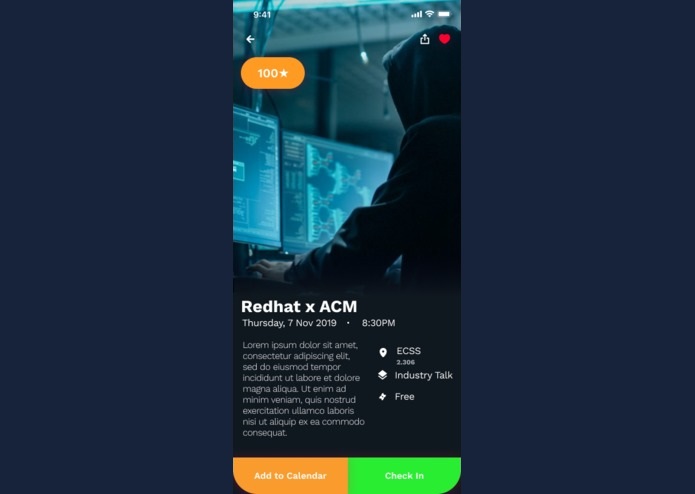 9:41
100★
Redhat x ACM
Thursday, 7 Nov 2019 • 8:30PM
Lorem ipsum dolor sit amet,
consectetur adipiscing elit,
sed do eiusmod tempor
incididunt ut labore et dolore
magna aliqua. Ut enim ad
minim veniam, quis nostrud
exercitation ullamco laboris
nisi ut aliquip ex ea commodo
consequat.
ECSS
2.306
Industry Talk
Free
Add to Calendar
Check In